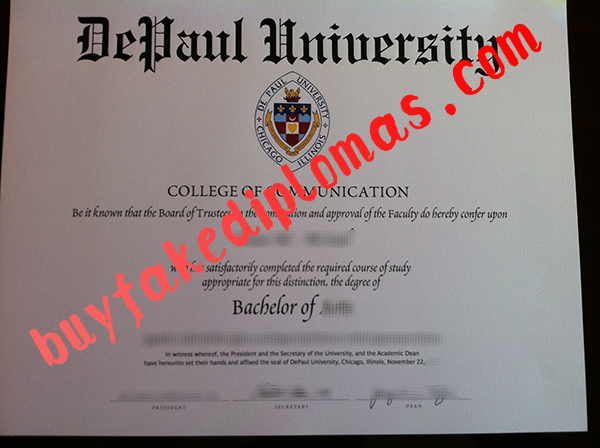 DePaul University
DE PAUL UNIVERSITY
CHICAGO, ILLINOIS
COLLEGE OF COMMUNICATION
Be it known that the Board of Trustees on the and approval of the Faculty do hereby confer upon
satisfactorily completed the required course of study
appropriate for this distinction, the degree of
Bachelor of
In witness whereof, the President and the Secretary of the University, and the Academic Dean
have hereunto set their hands and affixed the seal of DePaul University, Chicago, Illinois, November 22,
PRESIDENT SECRETARY DEAN
buyfakediplomas.com